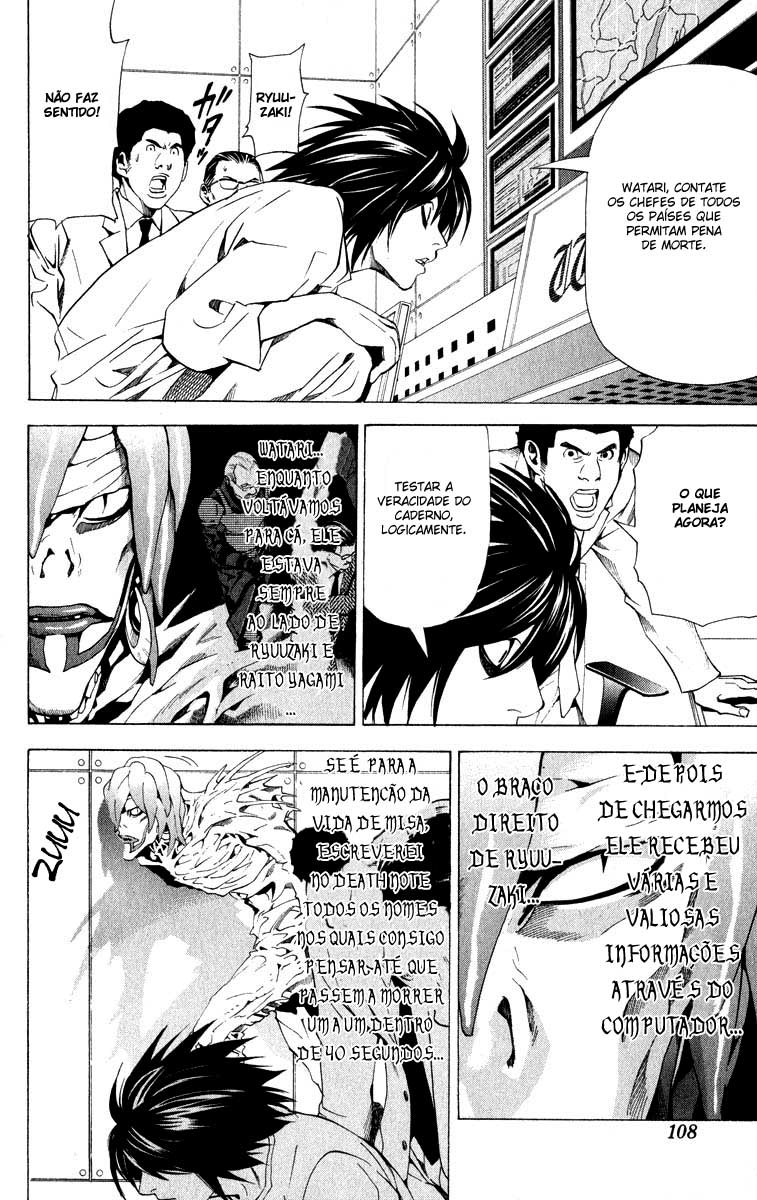 WATARI, CONTATE
OS CHEFES DE TODOS
OS PAÍSES QUE
PERMITAM PENA
DE MORTE.
RYUU-
ZAKI!
ガタッ
NÃO FAZ
SENTIDO!
O QUE
PLANEJA
AGORA?
TESTAR A
VERACIDADE DO
CADERNO,
LOGICAMENTE.
WATARI...
ENQUANTO
VOLTÁVAMOS
PARA CÁ, ELE
ESTAVA
SEMPRE
AO LADO DE
RYUUZAKI E
RAITO YAGAMI
...
E DEPOIS
DE CHEGARMOS
ELE RECEBEU
VÁRIAS E
VALIOSAS
INFORMAÇÕES
ATRAVÉS DO
COMPUTADOR...
O BRAÇO
DIREITO
DE RYUU-
ZAKI...
SE É PARA A
MANUTENCÃO DA
VIDA DE MISA,
ESCREVEREI
NO DEATH NOTE
TODOS OS NOMES
NOS QUAIS CONSIGO
PENSAR ATÉ QUE
PASSEM A MORRER
UM A UM, DENTRO
DE 40 SEGUNDOS...
ZUUU
108